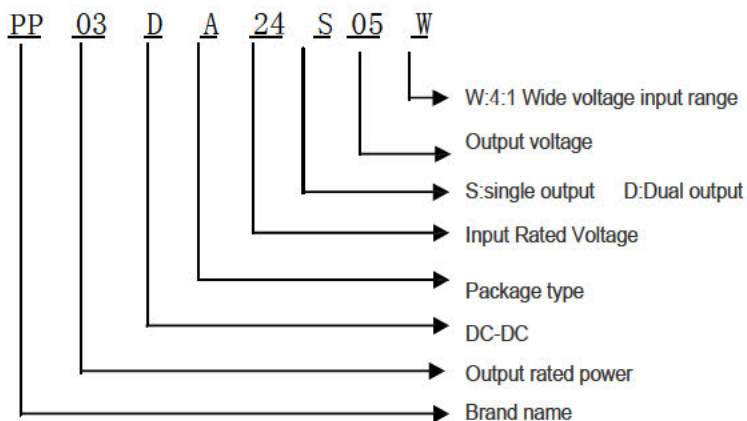 PP 03 D A 24 S 05 W
W:4:1 Wide voltage input range
Output voltage
S:single output D:Dual output
Input Rated Voltage
Package type
DC-DC
Output rated power
Brand name